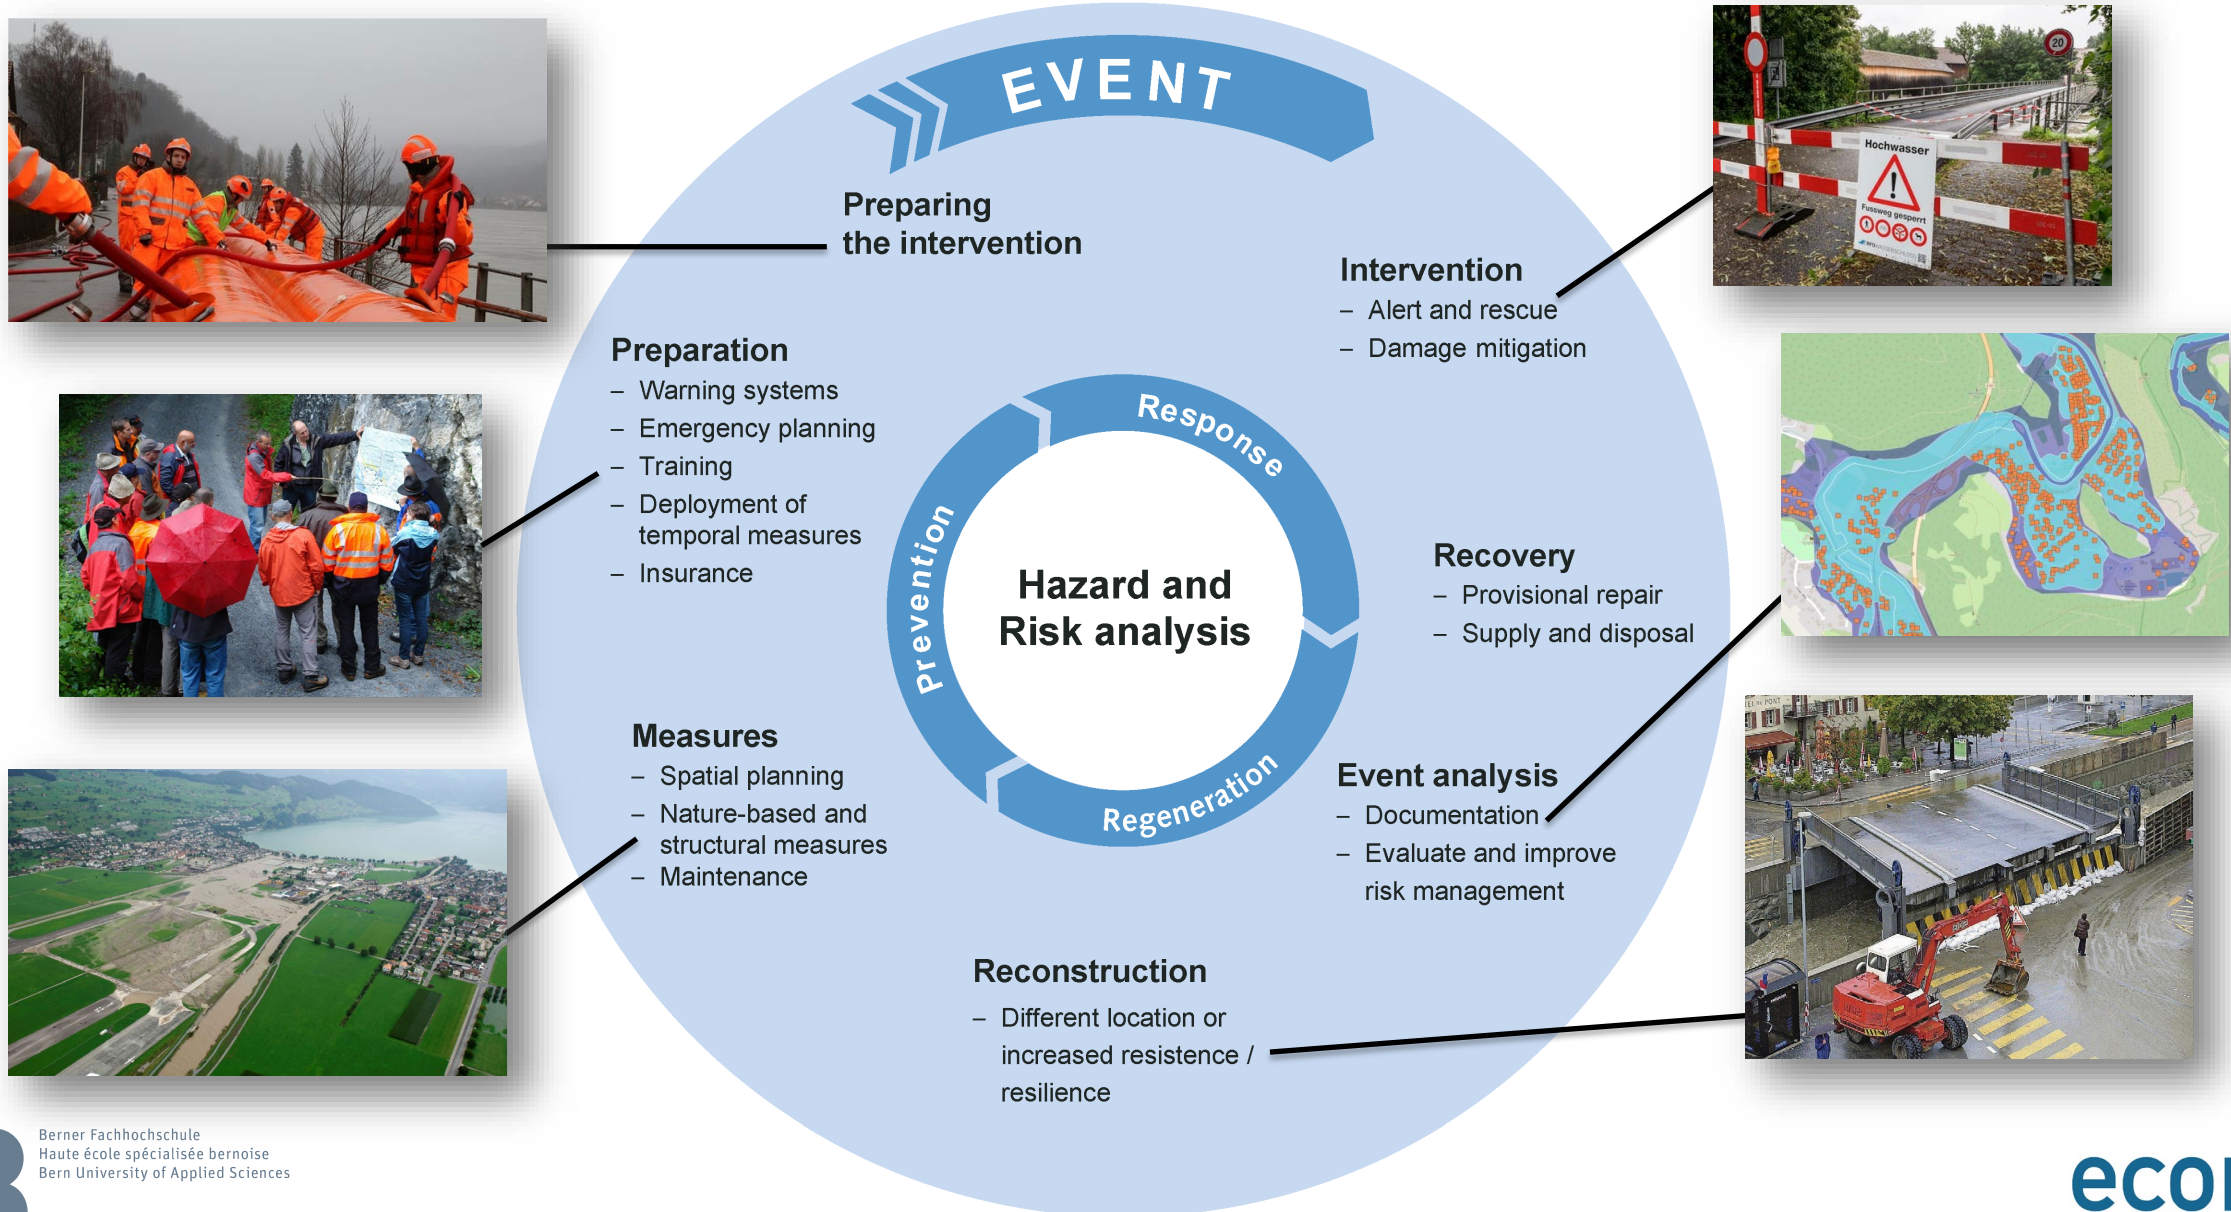 EVENT
Preparing
the intervention
Intervention
– Alert and rescue
– Damage mitigation
Preparation
– Warning systems
– Emergency planning
– Training
– Deployment of
temporal measures
– Insurance
Response
Prevention
Regeneration
Hazard and
Risk analysis
Recovery
– Provisional repair
– Supply and disposal
Measures
– Spatial planning
– Nature-based and
structural measures
– Maintenance
Event analysis
– Documentation
– Evaluate and improve
risk management
Reconstruction
– Different location or
increased resistence /
resilience
20
Hochwasser
Fussweg gesperrt
Berner Fachhochschule
Haute école spécialisée bernoise
Bern University of Applied Sciences